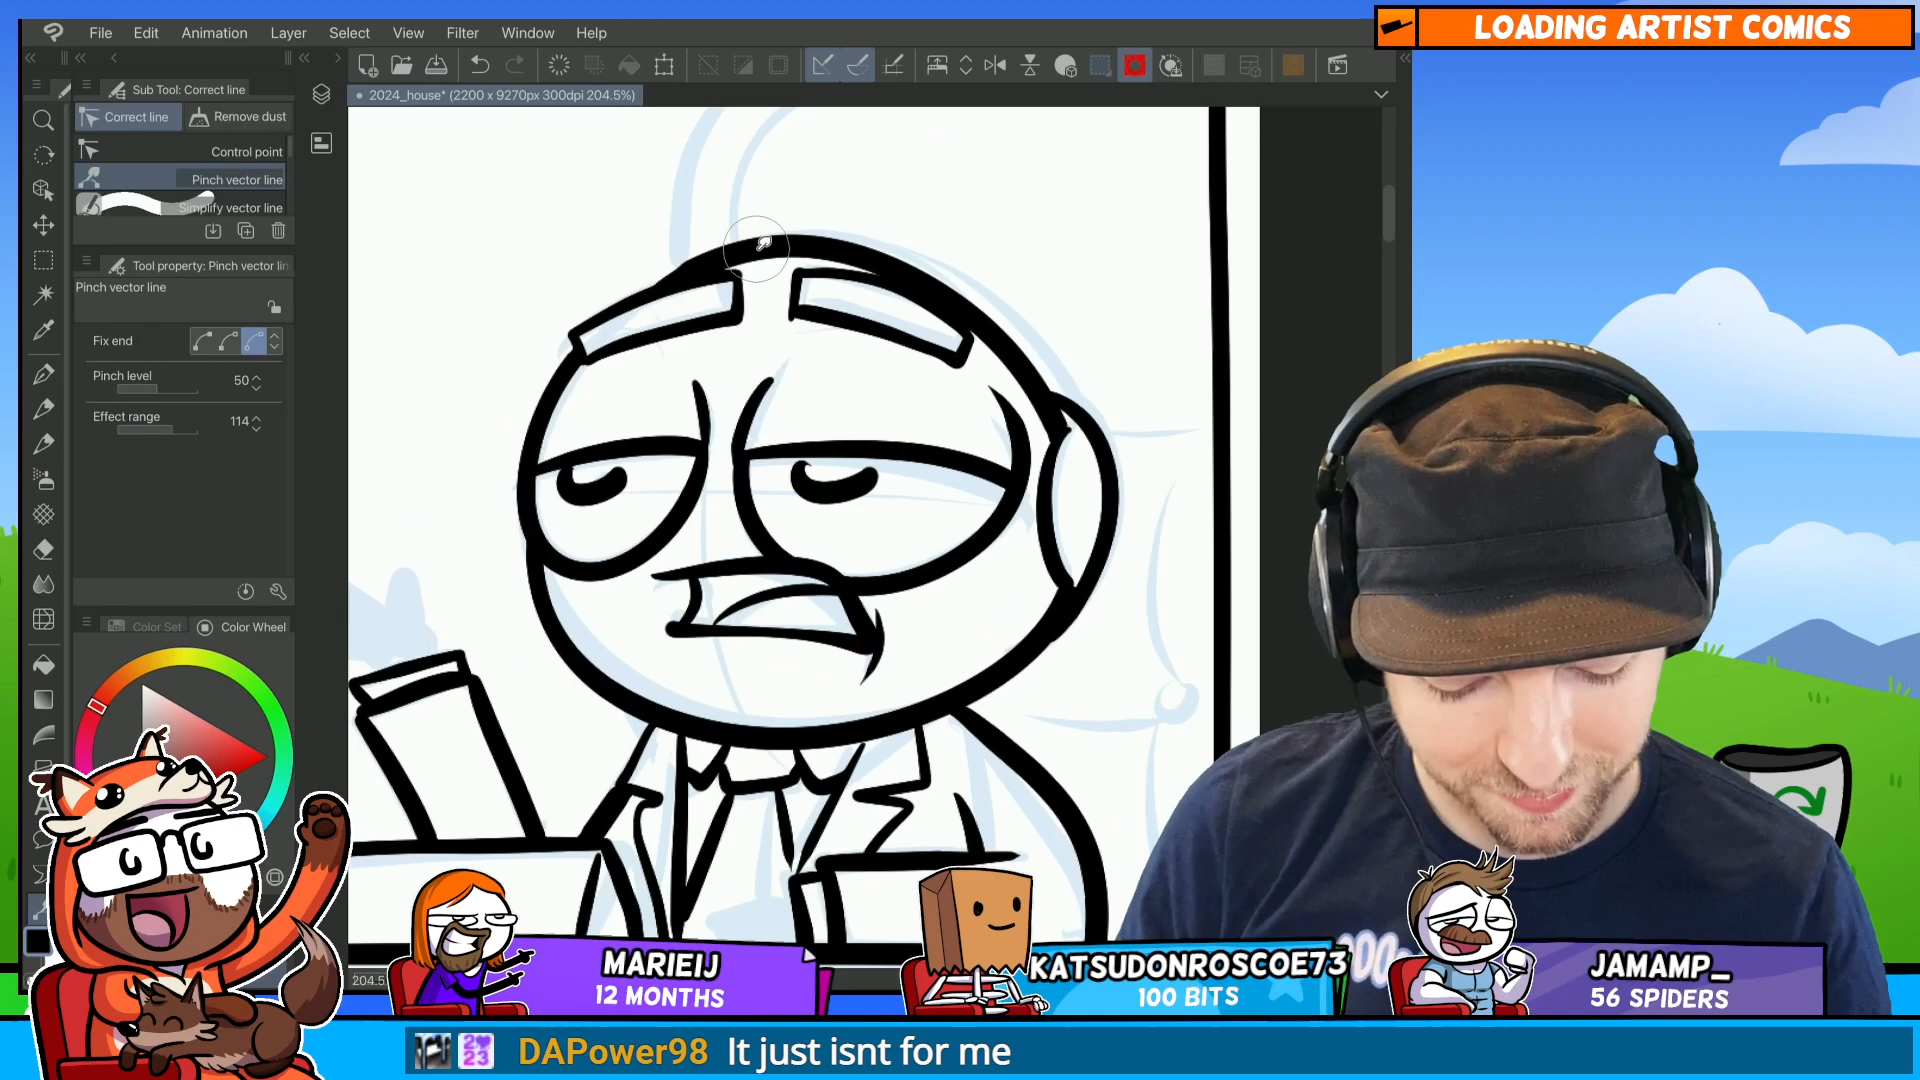 LOADING ARTIST COMICS
File Edit Animation Layer Select View Filter Window Help
Sub Tool: Correct line
2024_house* (2200 x 9270px 300dpi 204.5%)
Correct line
Remove dust
Control point
Pinch vector line
Simplify vector line
Tool property: Pinch vector lin
Pinch vector line
Fix end
Pinch level
50
Effect range
114
Color Set
Color Wheel
204.5
MARIEIJ
12 MONTHS
KATSUDONROSCOE73
100 BITS
JAMAMP_
56 SPIDERS
2 23
DAPower98 It just isnt for me